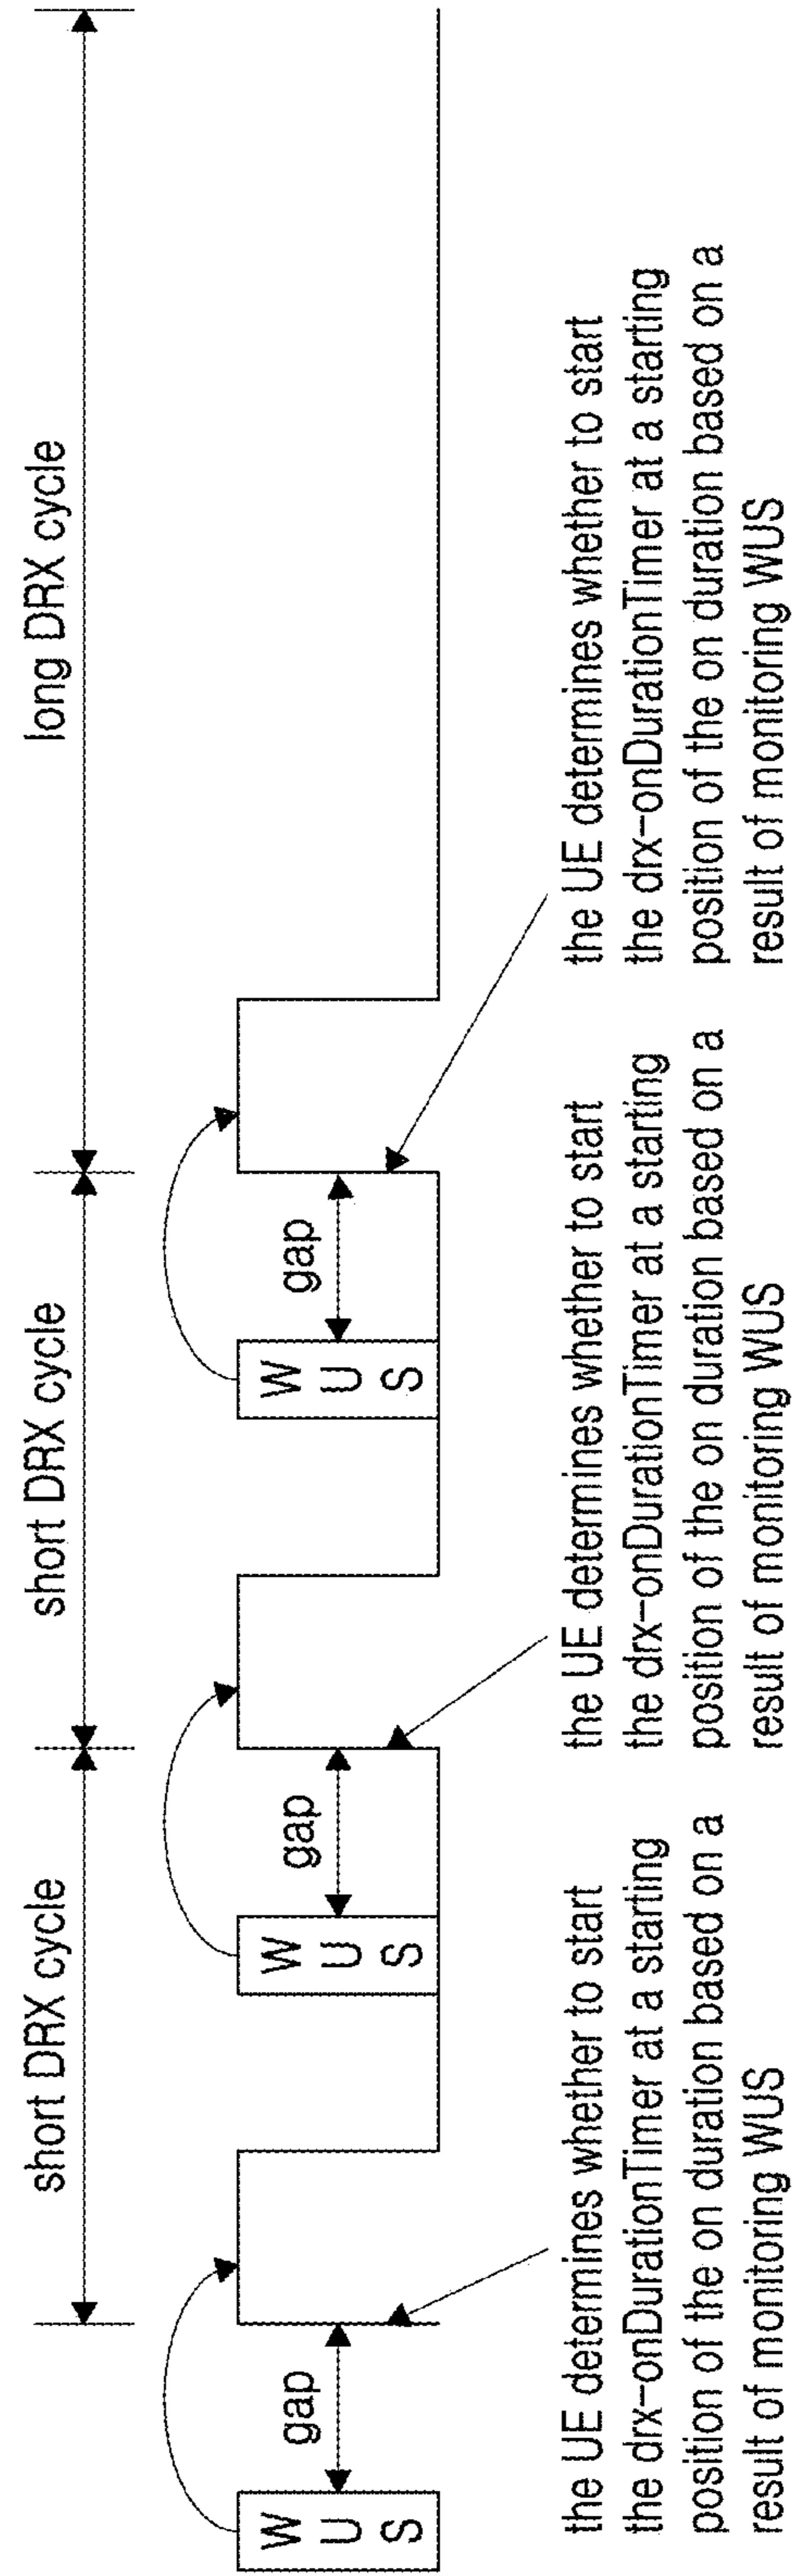 short DRX cycle
short DRX cycle
long DRX cycle
W
U
S
gap
W
U
S
gap
W
U
S
gap
the UE determines whether to start
the drx-onDurationTimer at a starting
position of the on duration based on a
result of monitoring WUS
the UE determines whether to start
the drx-onDurationTimer at a starting
position of the on duration based on a
result of monitoring WUS
the UE determines whether to start
the drx-onDurationTimer at a starting
position of the on duration based on a
result of monitoring WUS